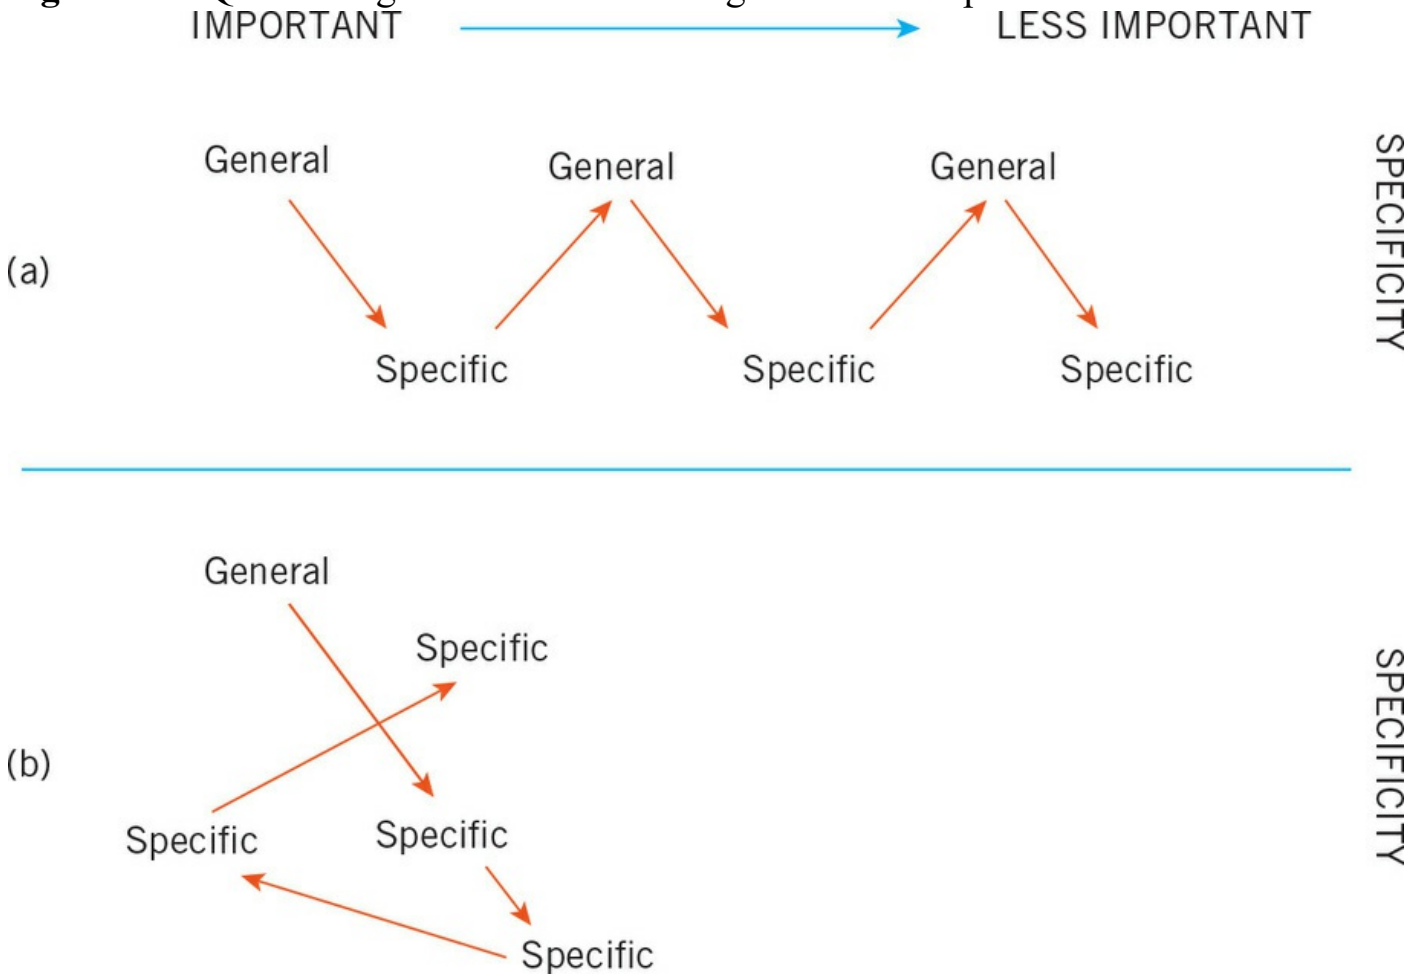 IMPORTANT LESS IMPORTANT
General General General
SPECIFICITY
(a)
Specific Specific Specific
General
Specific
SPECIFICITY
(b)
Specific Specific
Specific